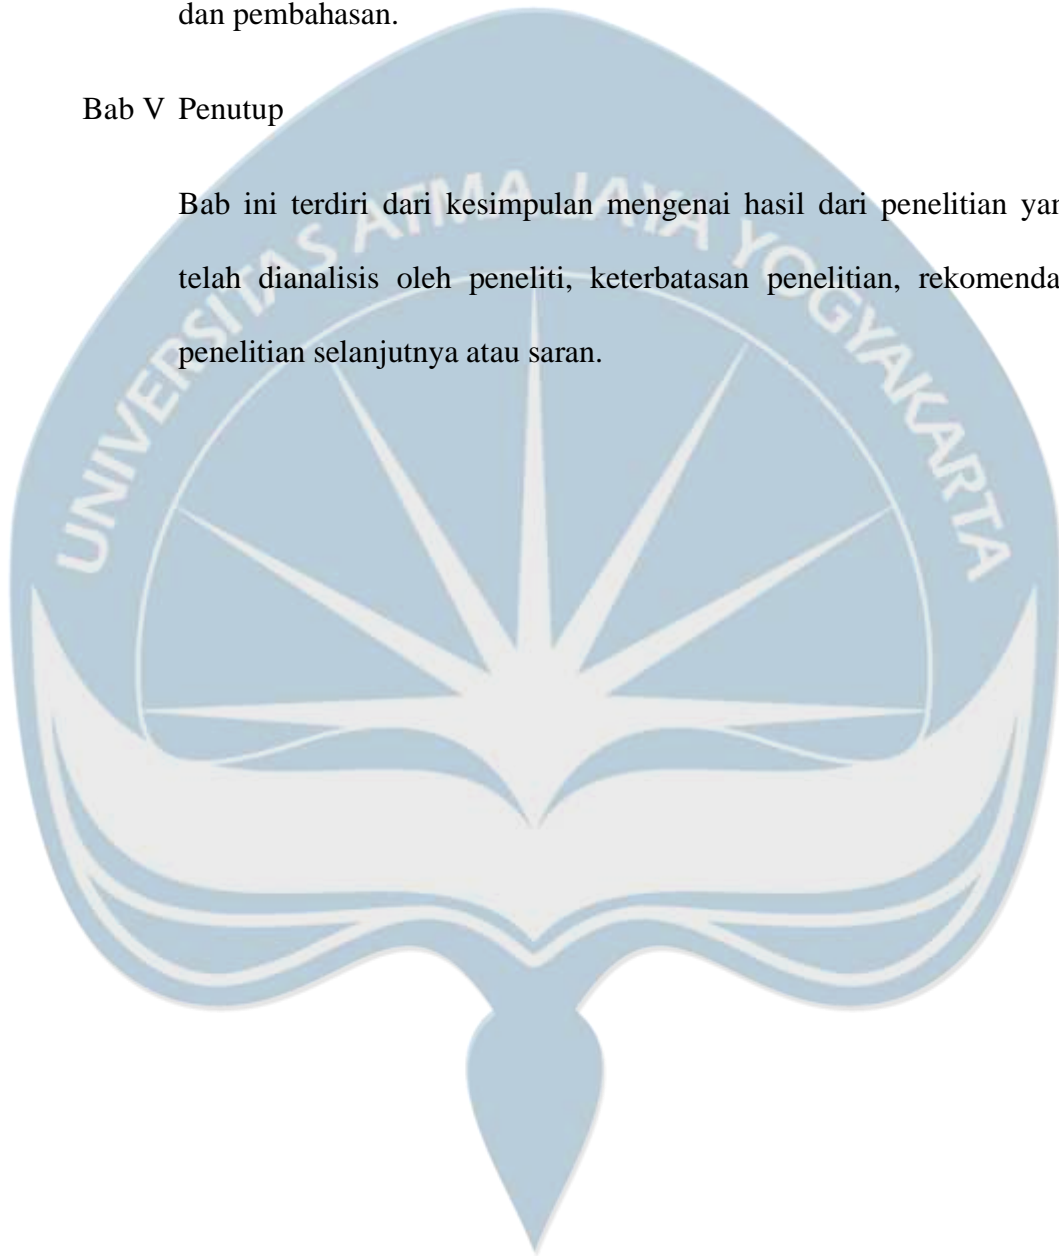 dan pembahasan.
Bab V Penutup
UNIVERSITAS ATMA JAYA YOGYAKARTA
Bab ini terdiri dari kesimpulan mengenai hasil dari penelitian
telah dianalisis oleh peneliti, keterbatasan penelitian,
penelitian selanjutnya atau saran.